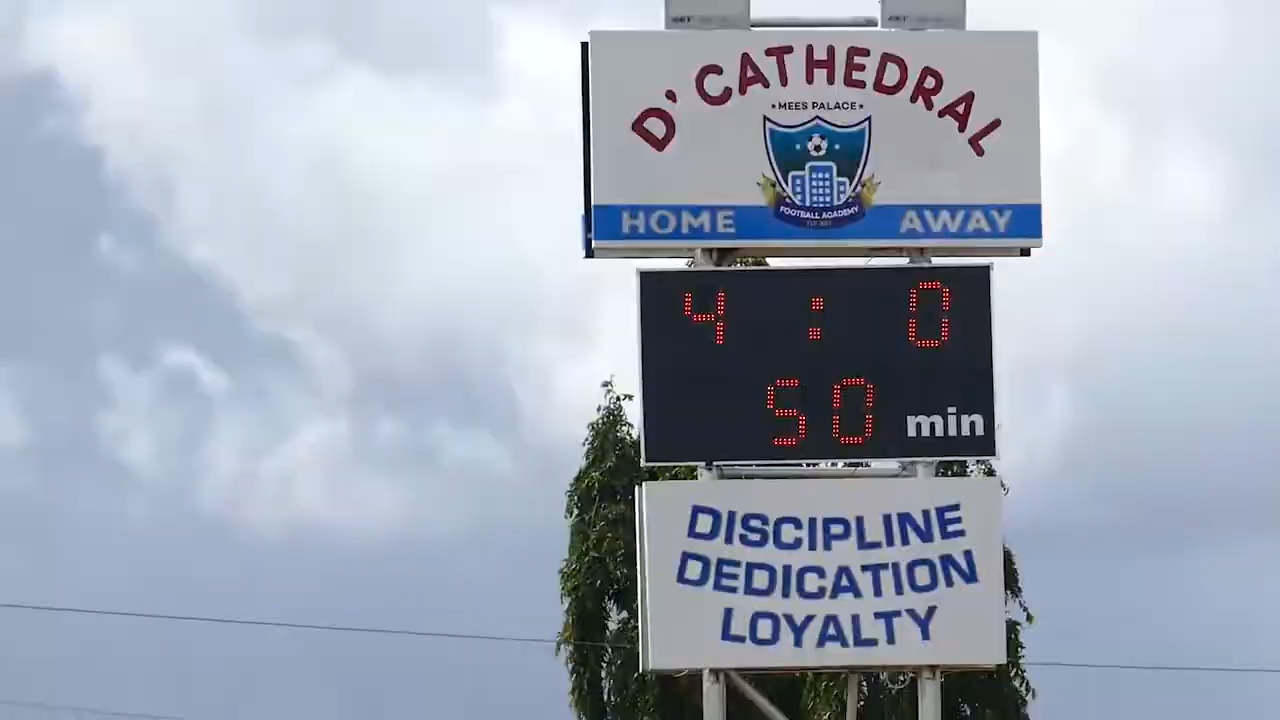 D' CATHEDRAL
★MEES PALACE★
FOOTBALL ACADEMY
HOME AWAY
4 : 0
50 min
DISCIPLINE
DEDICATION
LOYALTY